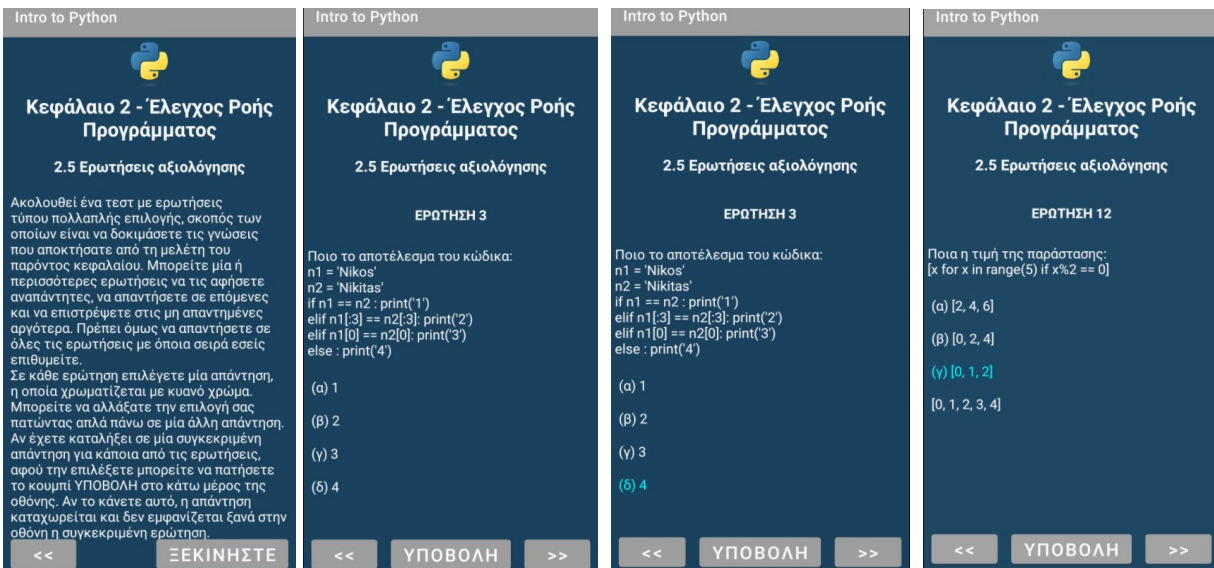 Intro to Python
Κεφάλαιο 2 - Έλεγχος Ροής
Προγράμματος
2.5 Ερωτήσεις αξιολόγησης
Ακολουθεί ένα τεστ με ερωτήσεις
τύπου πολλαπλής επιλογής, σκοπός των
οποίων είναι να δοκιμάσετε τις γνώσεις
που αποκτήσατε από τη μελέτη του
παρόντος κεφαλαίου. Μπορείτε μία ή
περισσότερες ερωτήσεις να τις αφήσετε
αναπάντητες, να απαντήσετε σε επόμενες
και να επιστρέψετε στις μη απαντημένες
αργότερα. Πρέπει όμως να απαντήσετε σε
όλες τις ερωτήσεις με όποια σειρά εσείς
επιθυμείτε.
Σε κάθε ερώτηση επιλέγετε μία απάντηση,
η οποία χρωματίζεται με κυανό χρώμα.
Μπορείτε να αλλάξατε την επιλογή σας
πατώντας απλά πάνω σε μία άλλη απάντηση.
Αν έχετε καταλήξει σε μία συγκεκριμένη
απάντηση για κάποια από τις ερωτήσεις,
αφού την επιλέξετε μπορείτε να πατήσετε
το κουμπί ΥΠΟΒΟΛΗ στο κάτω μέρος της
οθόνης. Αν το κάνετε αυτό, η απάντηση
καταχωρείται και δεν εμφανίζεται ξανά στην
οθόνη η συγκεκριμένη ερώτηση.
<< ΞΕΚΙΝΗΣΤΕ
Intro to Python
Κεφάλαιο 2 - Έλεγχος Ροής
Προγράμματος
2.5 Ερωτήσεις αξιολόγησης
ΕΡΩΤΗΣΗ 3
Ποιο το αποτέλεσμα του κώδικα:
n1 = 'Nikos'
n2 = 'Nikitas'
if n1 == n2 : print('1')
elif n1[:3] == n2[:3]: print('2')
elif n1[0] == n2[0]: print('3')
else : print('4')
(α) 1
(β) 2
(γ) 3
(δ) 4
<< ΥΠΟΒΟΛΗ >>
Intro to Python
Κεφάλαιο 2 - Έλεγχος Ροής
Προγράμματος
2.5 Ερωτήσεις αξιολόγησης
ΕΡΩΤΗΣΗ 3
Ποιο το αποτέλεσμα του κώδικα:
n1 = 'Nikos'
n2 = 'Nikitas'
if n1 == n2 : print('1')
elif n1[:3] == n2[:3]: print('2')
elif n1[0] == n2[0]: print('3')
else : print('4')
(α) 1
(β) 2
(γ) 3
(δ) 4
<< ΥΠΟΒΟΛΗ >>
Intro to Python
Κεφάλαιο 2 - Έλεγχος Ροής
Προγράμματος
2.5 Ερωτήσεις αξιολόγησης
ΕΡΩΤΗΣΗ 12
Ποια η τιμή της παράστασης:
[x for x in range(5) if x%2 == 0]
(α) [2, 4, 6]
(β) [0, 2, 4]
(γ) [0, 1, 2]
[0, 1, 2, 3, 4]
<< ΥΠΟΒΟΛΗ >>